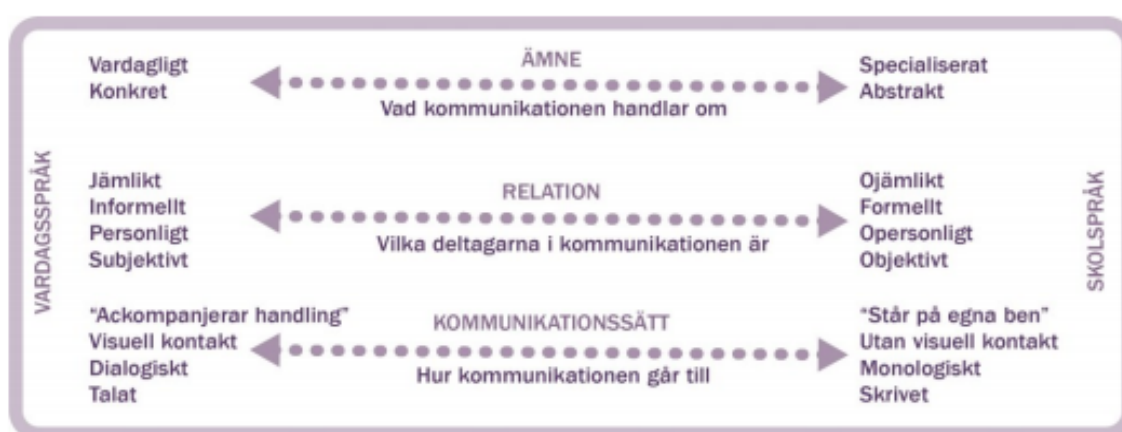 VARDAGSSPRÅK
Vardagligt
Konkret
ÄMNE
Vad kommunikationen handlar om
Specialiserat
Abstrakt
Jämlikt
Informellt
Personligt
Subjektivt
RELATION
Vilka deltagarna i kommunikationen är
Ojämlikt
Formellt
Opersonligt
Objektivt
"Ackompanjerar handling"
Visuell kontakt
Dialogiskt
Talat
KOMMUNIKATIONSSÄTT
Hur kommunikationen går till
"Står på egna ben"
Utan visuell kontakt
Monologiskt
Skrivet
SKOLSPRÅK